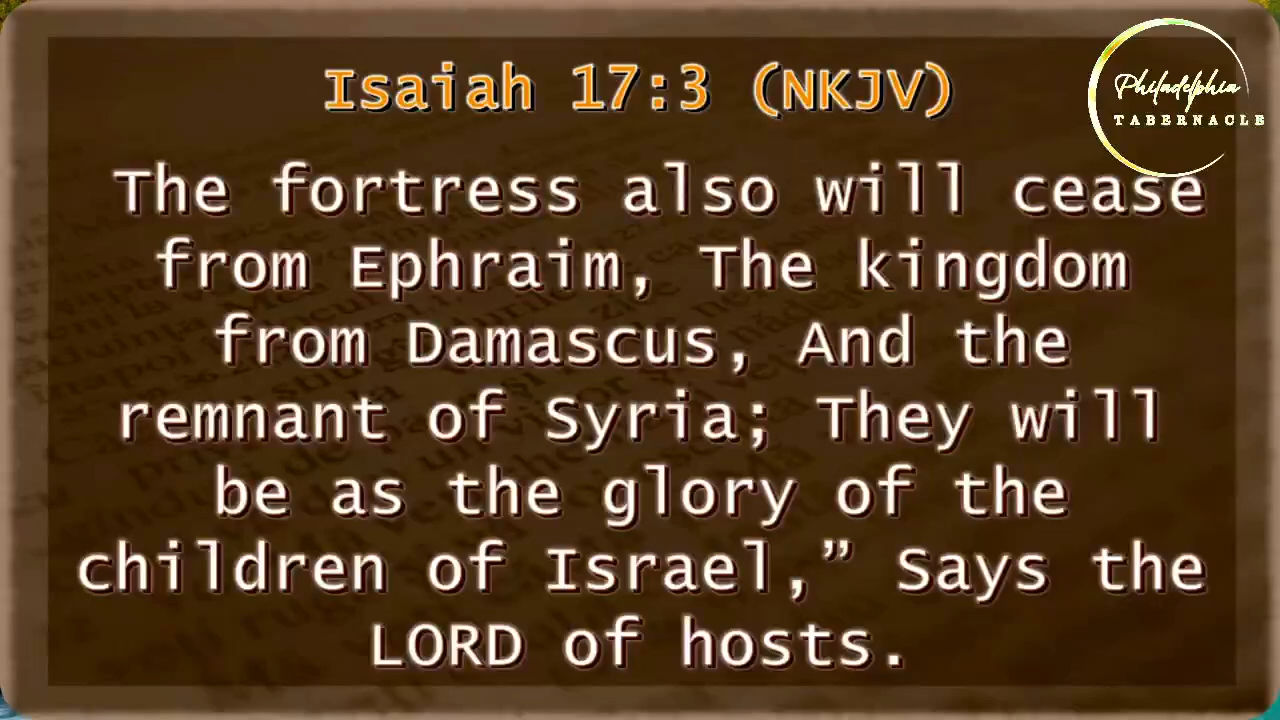 Isaiah 17:3 (NKJV)
Philadelphia
TABERNACLE
The fortress also will cease
from Ephraim, The kingdom
from Damascus, And the
remnant of Syria; They will
be as the glory of the
children of Israel,” Says the
LORD of hosts.